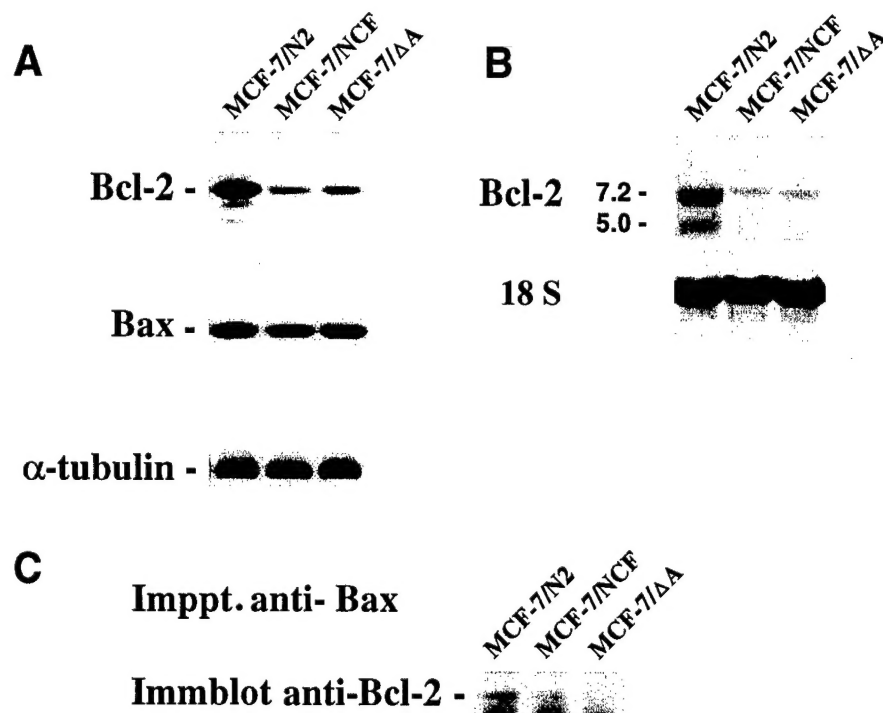 A
MCF-7/N2
MCF-7/NCF
MCF-7/ΔA
Bcl-2 -
Bax -
α-tubulin -
B
MCF-7/N2
MCF-7/NCF
MCF-7/ΔA
Bcl-2
7.2 -
5.0 -
18 S
C
MCF-7/N2
MCF-7/NCF
MCF-7/ΔA
Imppt. anti- Bax
Immblot anti-Bcl-2 -